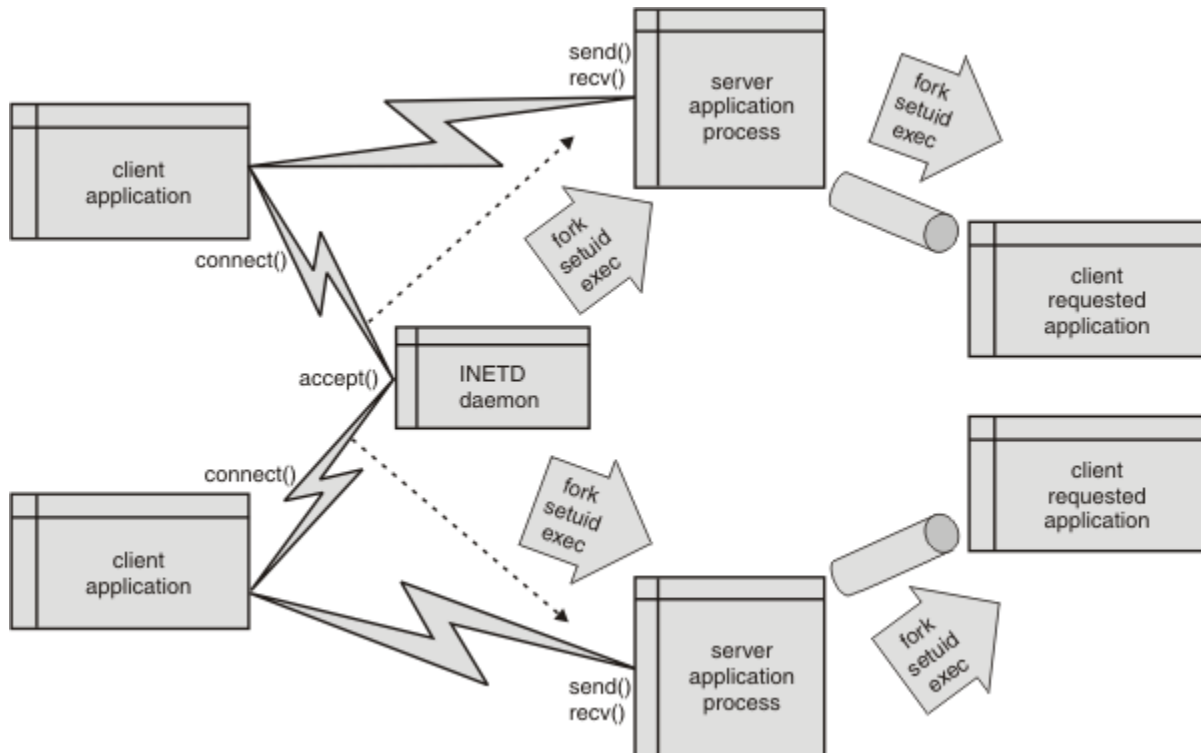 send()
recv()
server
application
process
fork
setuid
exec
client
application
fork
setuid
exec
connect()
client
requested
application
accept()
INETD
daemon
connect()
fork
setuid
exec
client
requested
application
client
application
server
application
process
fork
setuid
exec
send()
recv()